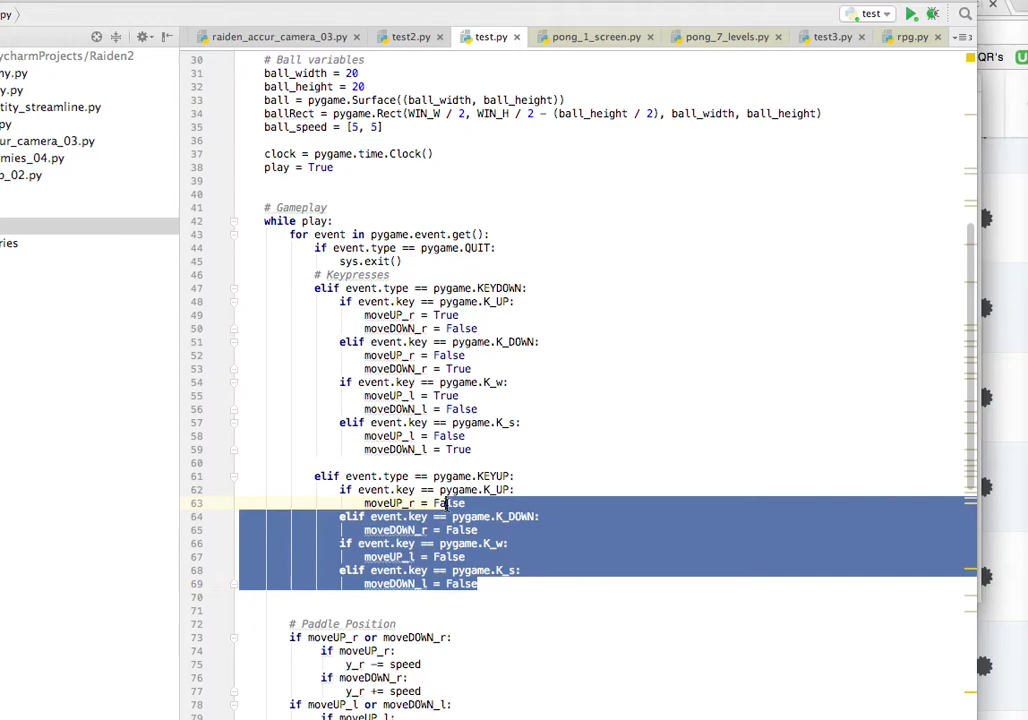 py
test
ycharmProjects/Raiden2
raiden_accur_camera_03.py
test2.py
test.py
pong_1_screen.py
pong_7_levels.py
test3.py
rpg.py
3
QR's
ny.py
y.py
tity_streamline.py
py
ur_camera_03.py
mies_04.py
p_02.py
ries
30 # Ball variables
31 ball_width = 20
32 ball_height = 20
33 ball = pygame.Surface((ball_width, ball_height))
34 ballRect = pygame.Rect(WIN_W / 2, WIN_H / 2 - (ball_height / 2), ball_width, ball_height)
35 ball_speed = [5, 5]
36
37 clock = pygame.time.Clock()
38 play = True
39
40
41 # Gameplay
42 while play:
43 for event in pygame.event.get():
44 if event.type == pygame.QUIT:
45 sys.exit()
46 # Keypresses
47 elif event.type == pygame.KEYDOWN:
48 if event.key == pygame.K_UP:
49 moveUP_r = True
50 moveDOWN_r = False
51 elif event.key == pygame.K_DOWN:
52 moveUP_r = False
53 moveDOWN_r = True
54 if event.key == pygame.K_w:
55 moveUP_l = True
56 moveDOWN_l = False
57 elif event.key == pygame.K_s:
58 moveUP_l = False
59 moveDOWN_l = True
60
61 elif event.type == pygame.KEYUP:
62 if event.key == pygame.K_UP:
63 moveUP_r = False
64 elif event.key == pygame.K_DOWN:
65 moveDOWN_r = False
66 if event.key == pygame.K_w:
67 moveUP_l = False
68 elif event.key == pygame.K_s:
69 moveDOWN_l = False
70
71
72 # Paddle Position
73 if moveUP_r or moveDOWN_r:
74 if moveUP_r:
75 y_r -= speed
76 if moveDOWN_r:
77 y_r += speed
78 if moveUP_l or moveDOWN_l:
79 if moveUP_l: